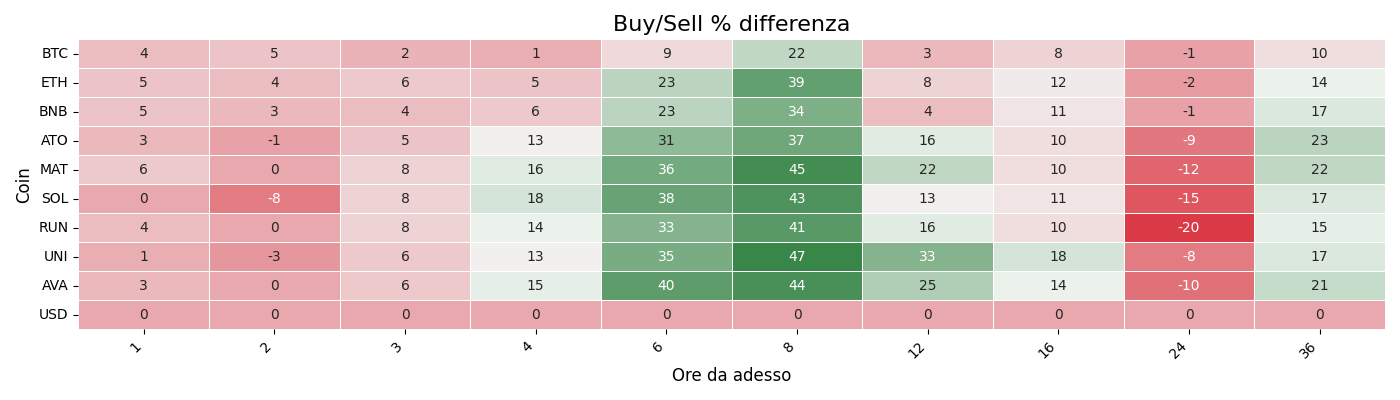 Buy/Sell % differenza
BTC 4 5 2 1 9 22 3 8 -1 10
ETH 5 4 6 5 23 39 8 12 -2 14
BNB 5 3 4 6 23 34 4 11 -1 17
ATO 3 -1 5 13 31 37 16 10 -9 23
MAT 6 0 8 16 36 45 22 10 -12 22
SOL 0 -8 8 18 38 43 13 11 -15 17
RUN 4 0 8 14 33 41 16 10 -20 15
UNI 1 -3 6 13 35 47 33 18 -8 17
AVA 3 0 6 15 40 44 25 14 -10 21
USD 0 0 0 0 0 0 0 0 0 0
Coin
1 2 3 4 6 8 12 16 24 36
Ore da adesso